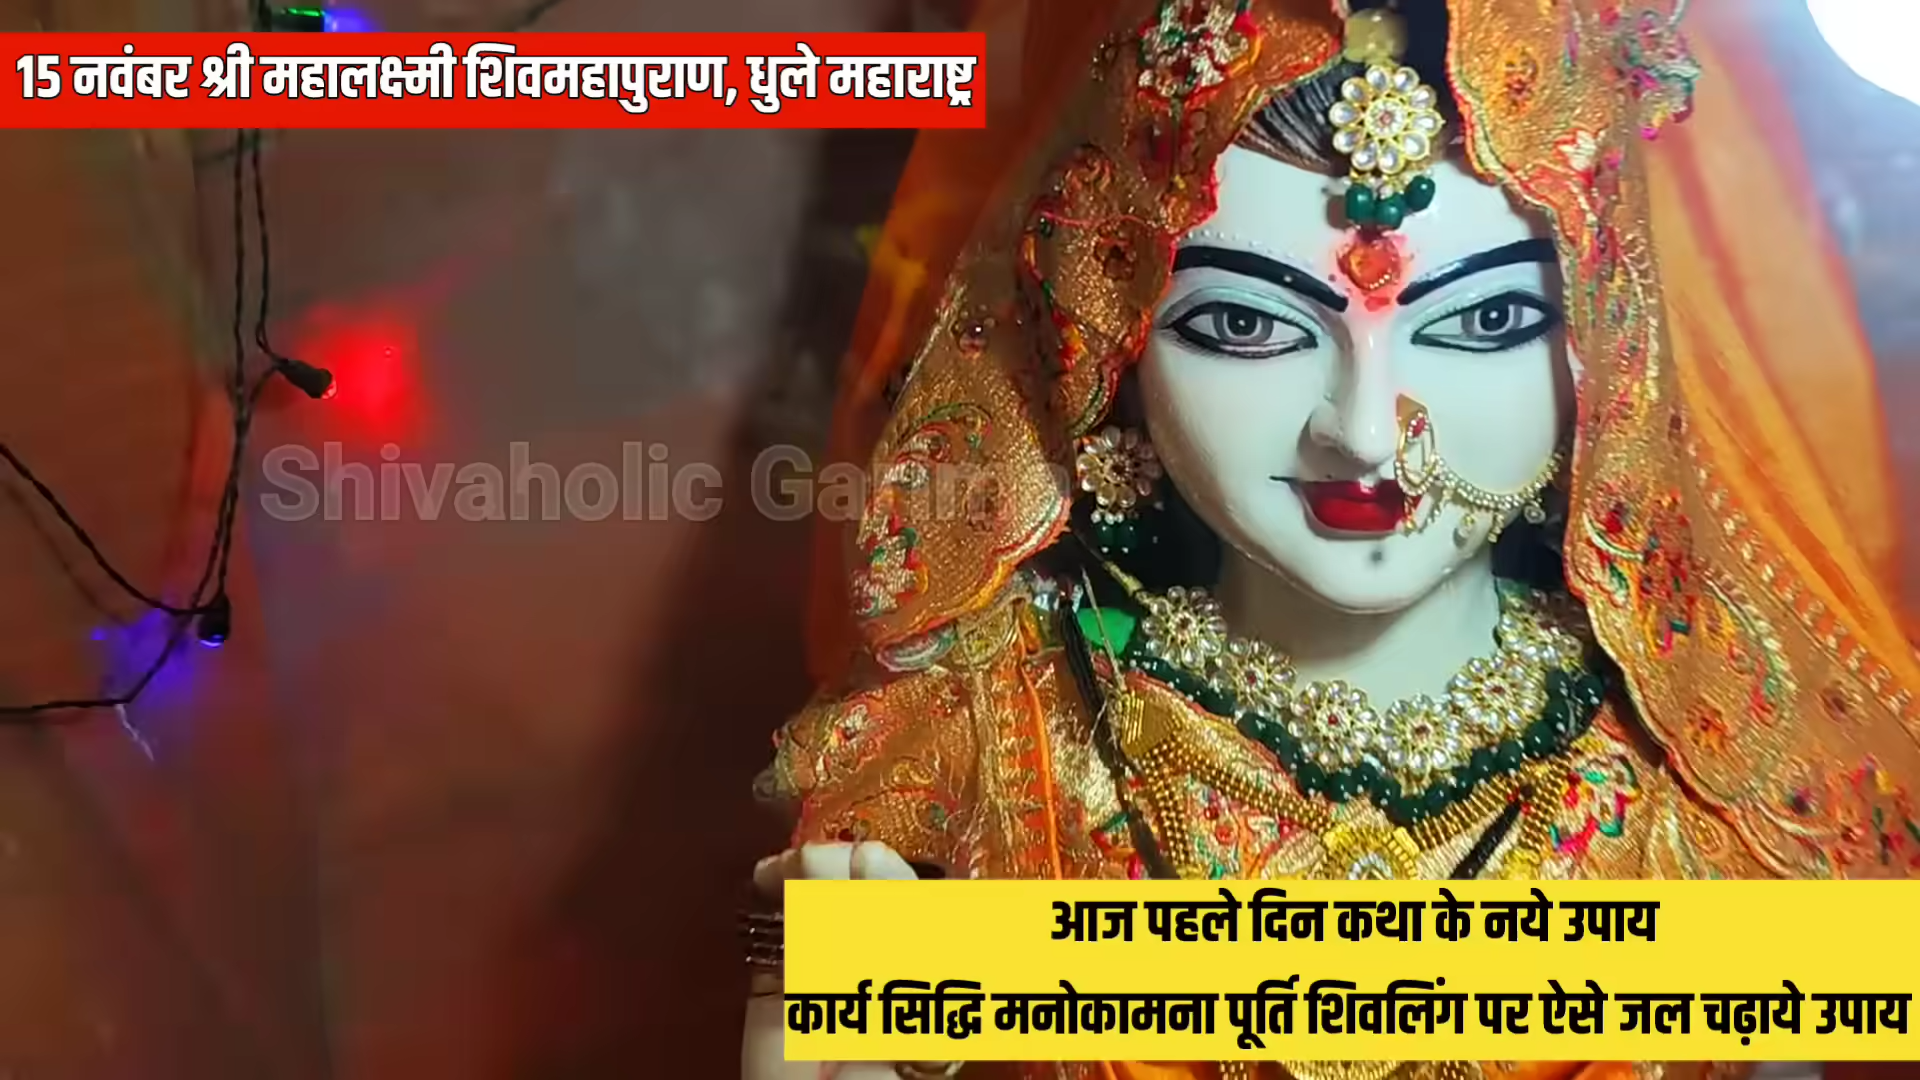 15 नवंबर श्री महालक्ष्मी शिवमहापुराण, धुले महाराष्ट्र
Shivaholic
आज पहले दिन कथा के नये उपाय
कार्य सिद्धि मनोकामना पूर्ति शिवलिंग पर ऐसे जल चढ़ाये उपाय